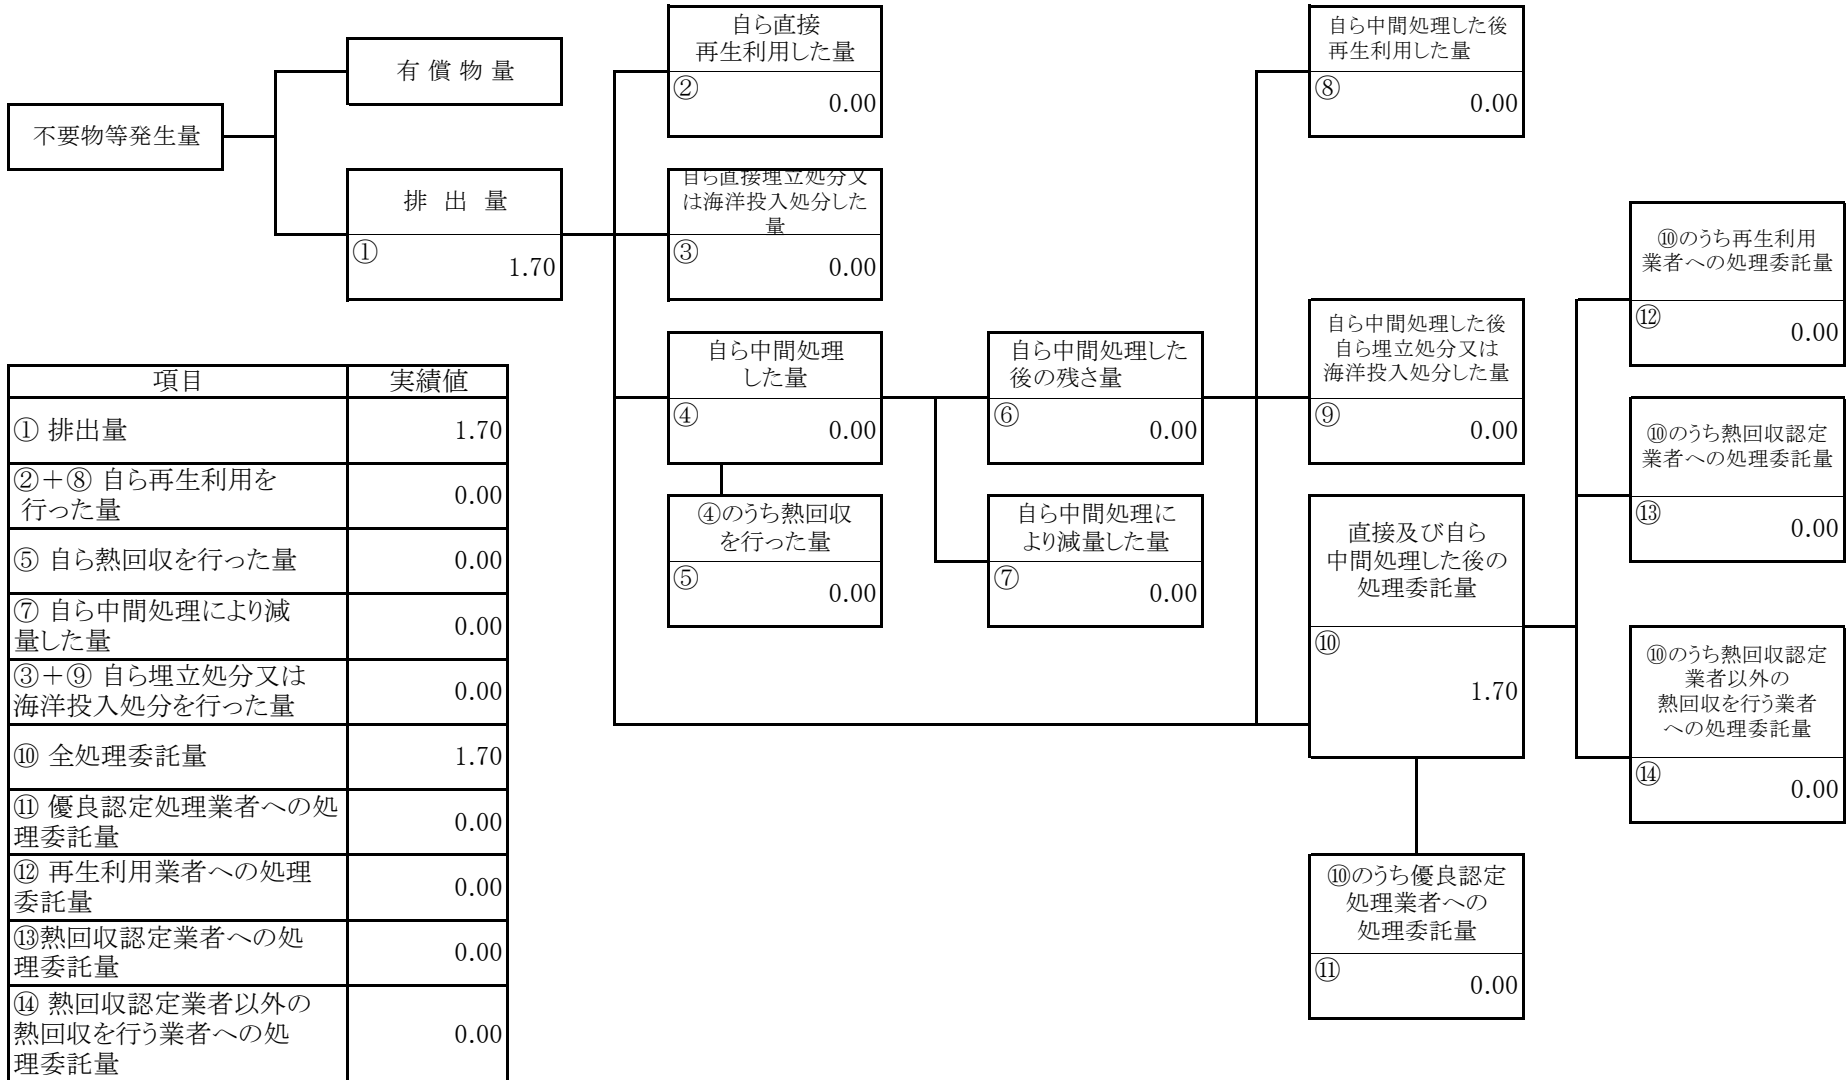 不要物等発生量
有 償 物 量
排 出 量
①
1.70
自ら直接
再生利用した量
②
0.00
自ら直接埋立処分又
は海洋投入処分した
量
③
0.00
自ら中間処理
した量
④
0.00
④のうち熱回収
を行った量
⑤
0.00
自ら中間処理した
後の残さ量
⑥
0.00
自ら中間処理に
より減量した量
⑦
0.00
自ら中間処理した後
再生利用した量
⑧
0.00
自ら中間処理した後
自ら埋立処分又は
海洋投入処分した量
⑨
0.00
直接及び自ら
中間処理した後の
処理委託量
⑩
1.70
⑩のうち優良認定
処理業者への
処理委託量
⑪
0.00
⑩のうち再生利用
業者への処理委託量
⑫
0.00
⑩のうち熱回収認定
業者への処理委託量
⑬
0.00
⑩のうち熱回収認定
業者以外の
熱回収を行う業者
への処理委託量
⑭
0.00
項目 実績値
① 排出量 1.70
②＋⑧ 自ら再生利用を
行った量
0.00
⑤ 自ら熱回収を行った量 0.00
⑦ 自ら中間処理により減
量した量
0.00
③＋⑨ 自ら埋立処分又は
海洋投入処分を行った量
0.00
⑩ 全処理委託量 1.70
⑪ 優良認定処理業者への処
理委託量
0.00
⑫ 再生利用業者への処理
委託量
0.00
⑬熱回収認定業者への処
理委託量
0.00
⑭ 熱回収認定業者以外の
熱回収を行う業者への処
理委託量
0.00